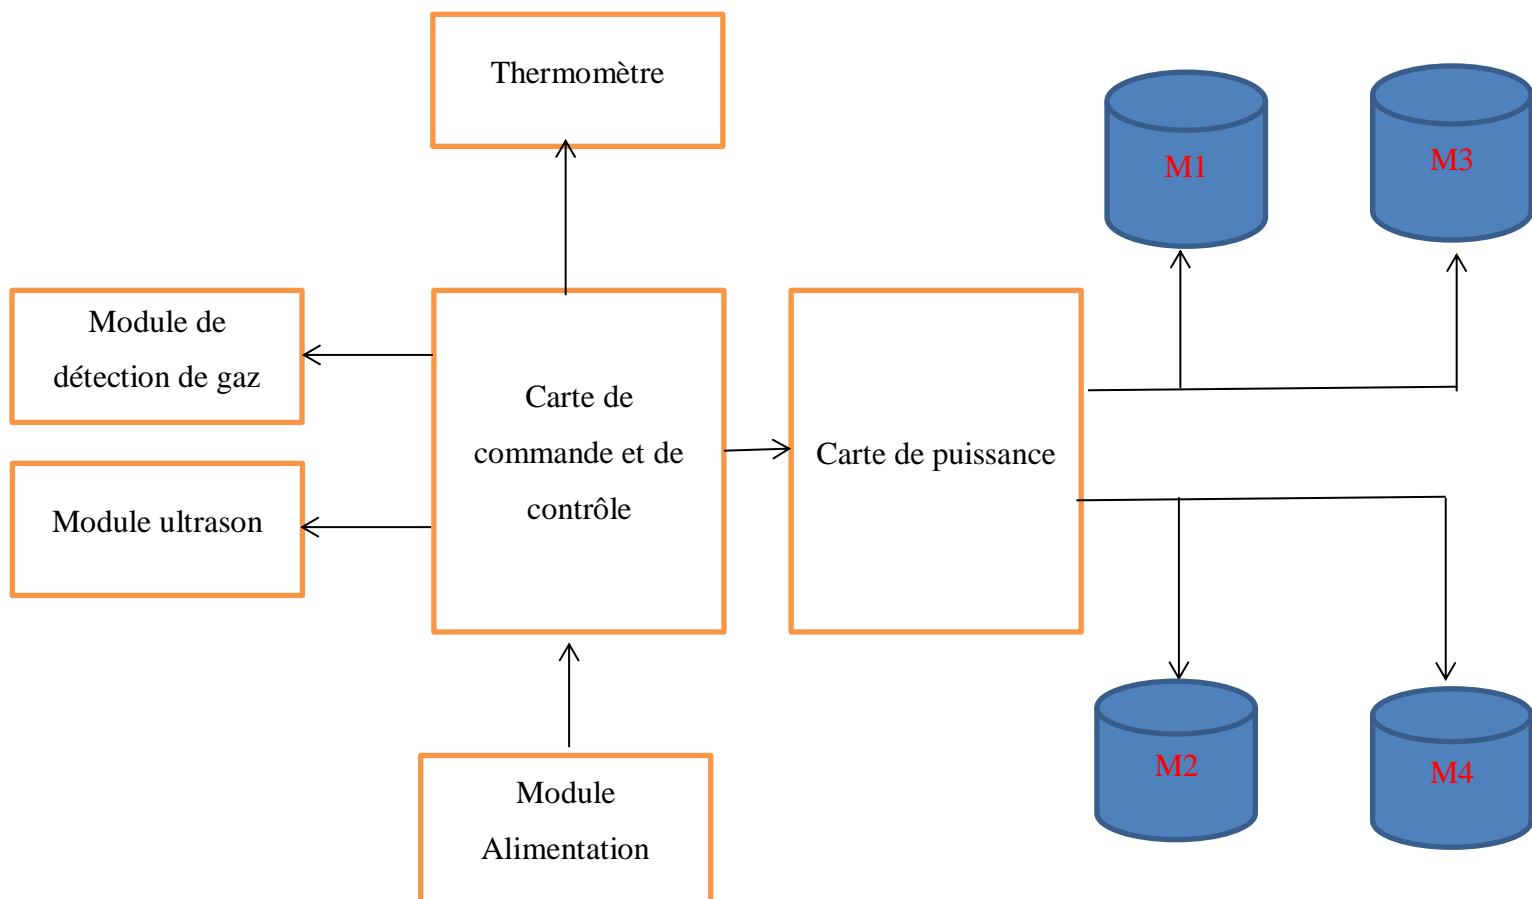 Thermomètre
M1
M3
Module de
détection de gaz
Carte de
commande et de
contrôle
Carte de puissance
Module ultrason
M2
M4
Module
Alimentation